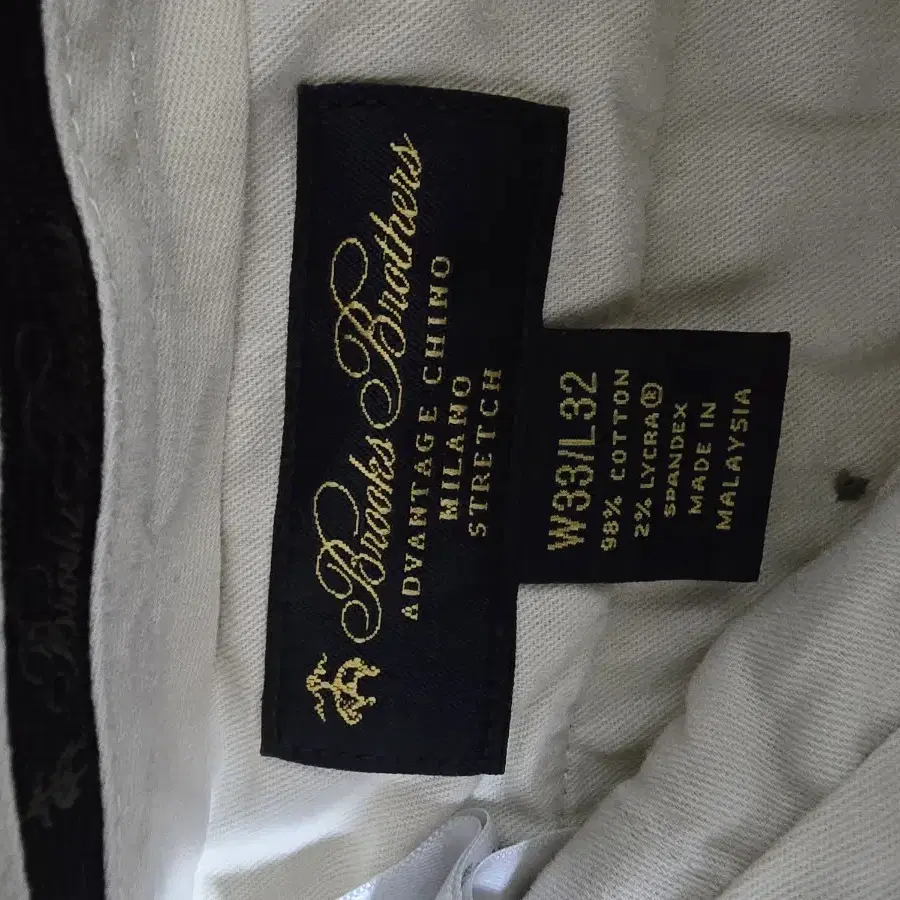 Brooks Brothers
ADVANTAGE CHINO
MILANO
STRETCH
W33/L32
98% COTTON
2% LYCRA®
SPANDEX
MADE IN
MALAYSIA